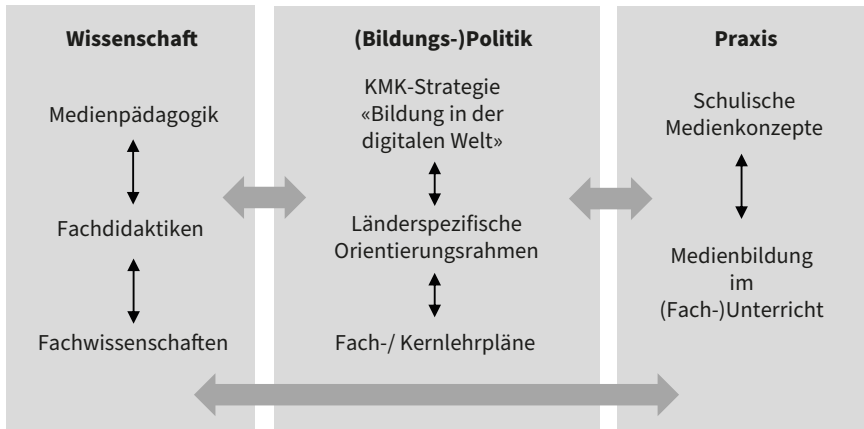 Wissenschaft
Medienpädagogik
Fachdidaktiken
Fachwissenschaften
(Bildungs-)Politik
KMK-Strategie
«Bildung in der
digitalen Welt»
Länderspezifische
Orientierungsrahmen
Fach-/ Kernlehrpläne
Praxis
Schulische
Medienkonzepte
Medienbildung
im
(Fach-)Unterricht